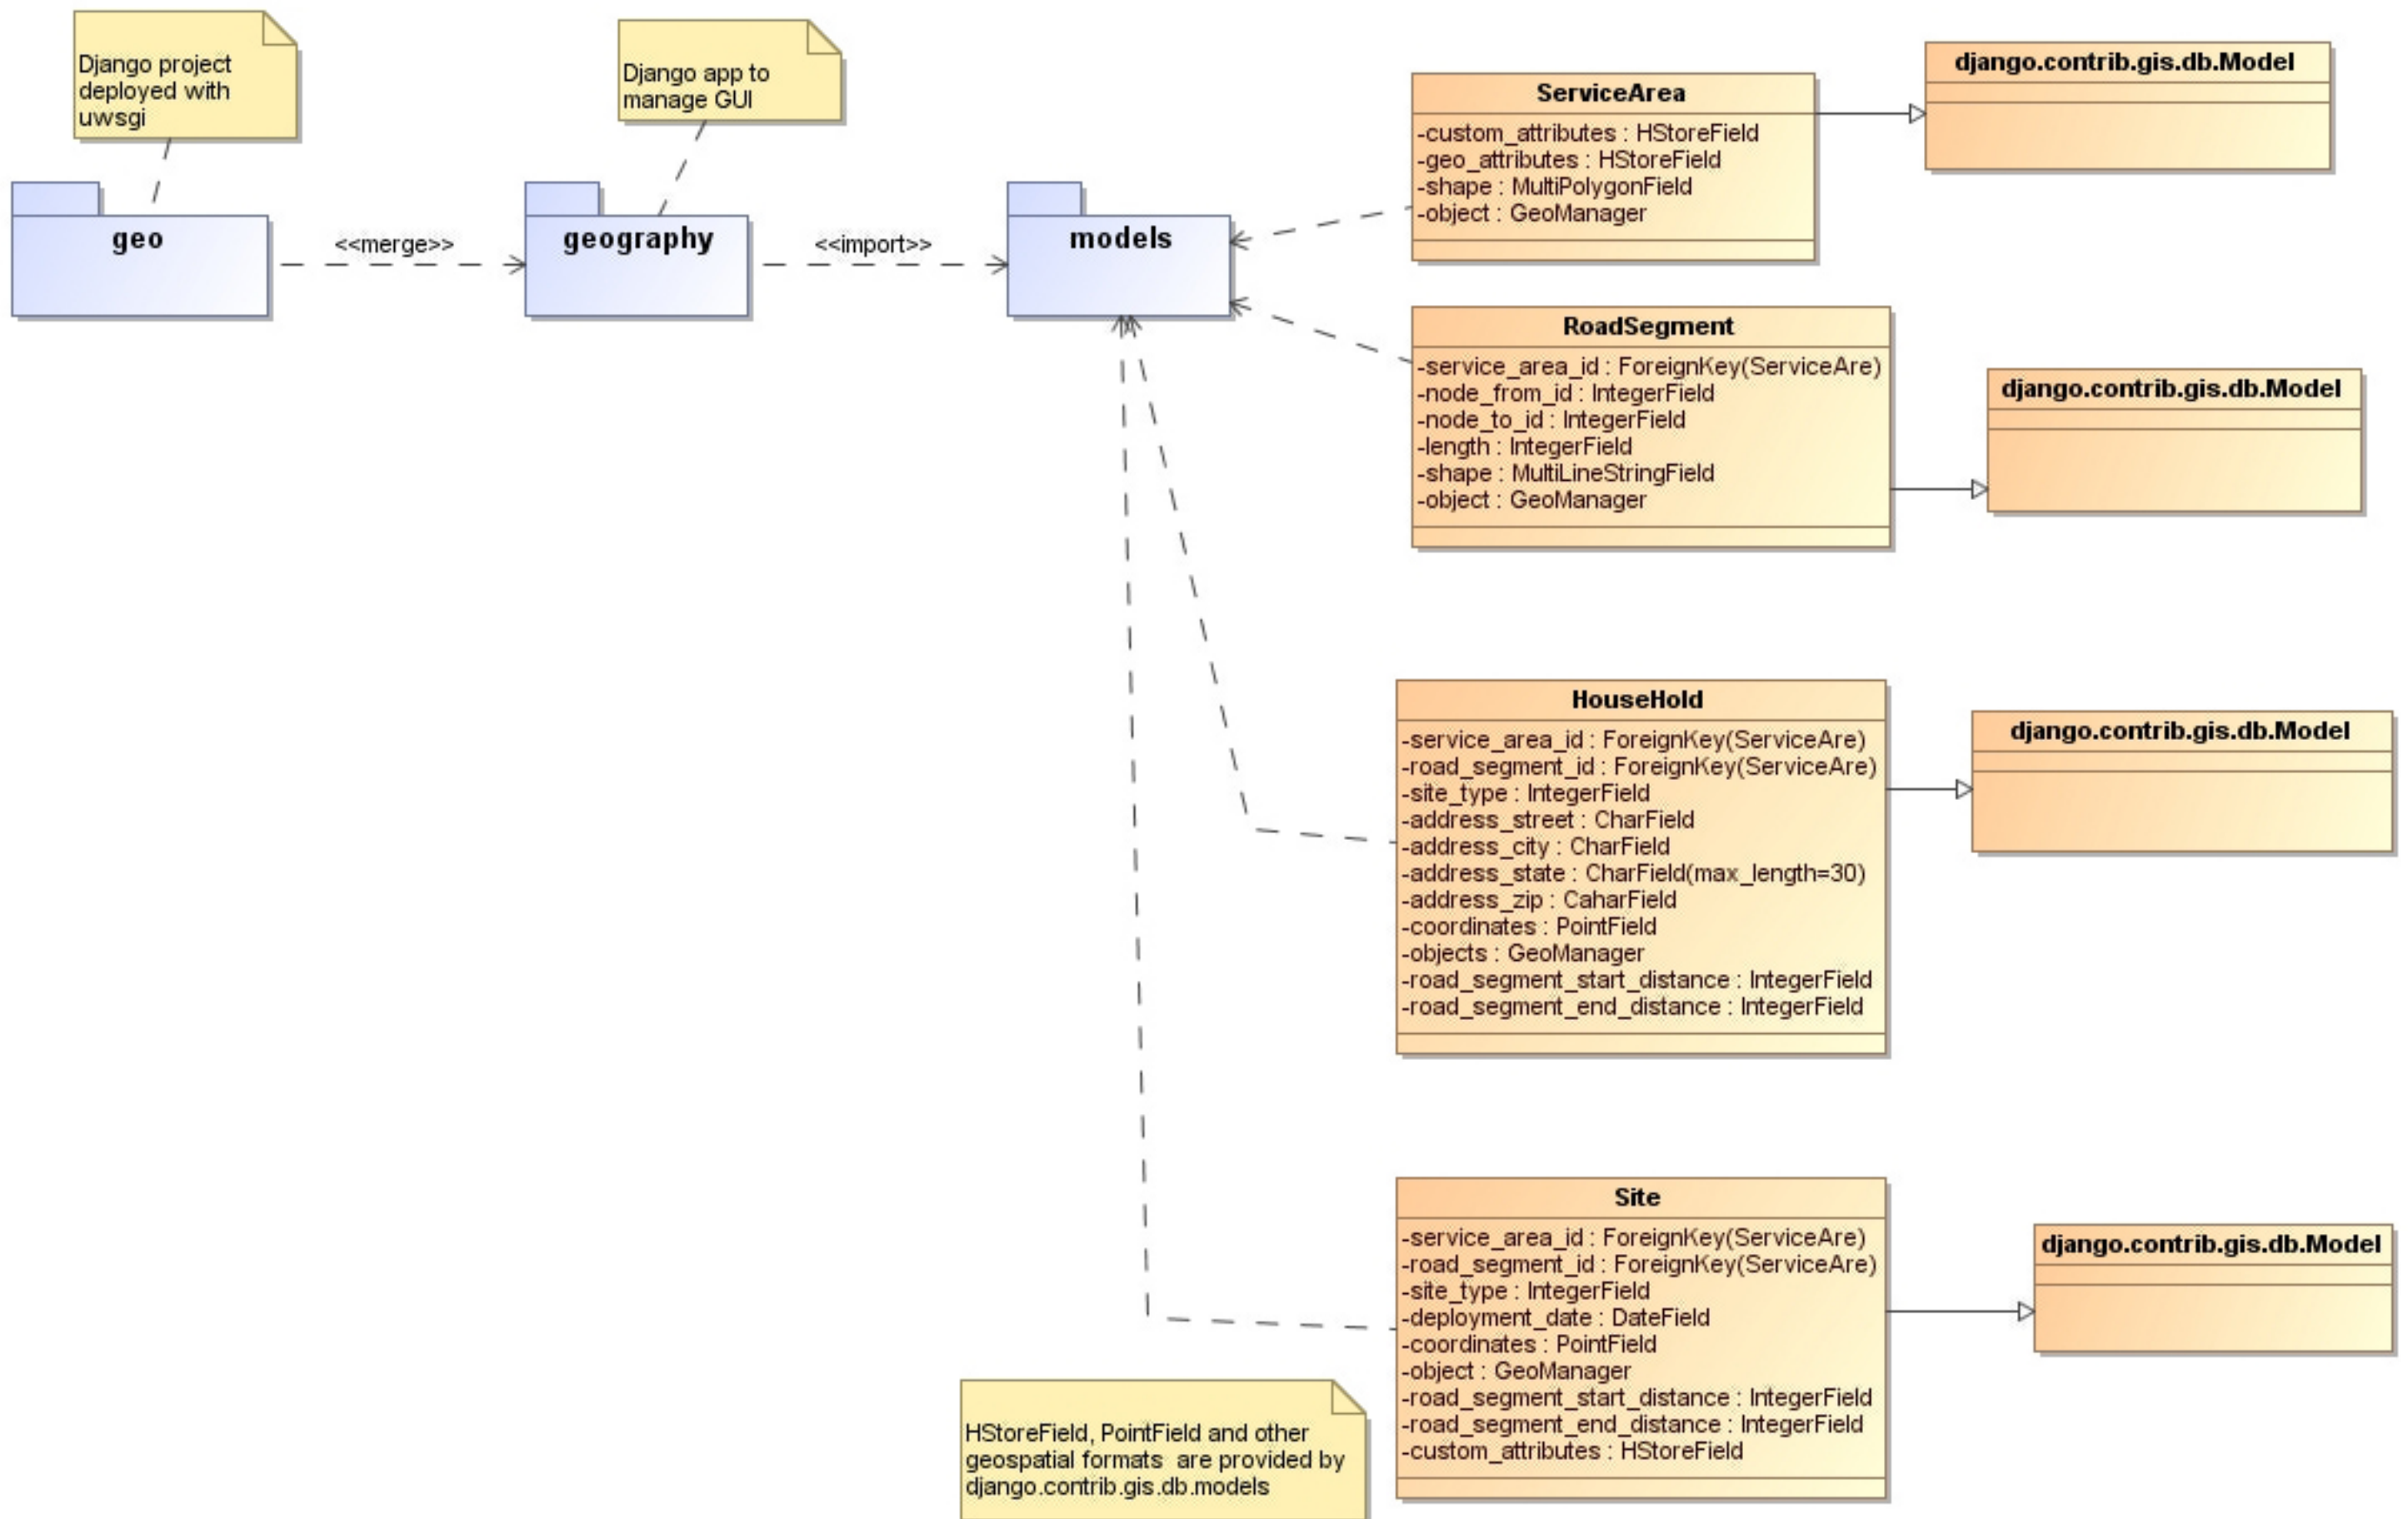 Django project
deployed with
uwsgi
Django app to
manage GUI
geo
<<merge>>
geography
<<import>>
models
ServiceArea
-custom_attributes : HStoreField
-geo_attributes : HStoreField
-shape : MultiPolygonField
-object : GeoManager
django.contrib.gis.db.Model
RoadSegment
-service_area_id : ForeignKey(ServiceAre)
-node_from_id : IntegerField
-node_to_id : IntegerField
-length : IntegerField
-shape : MultiLineStringField
-object : GeoManager
django.contrib.gis.db.Model
HouseHold
-service_area_id : ForeignKey(ServiceAre)
-road_segment_id : ForeignKey(ServiceAre)
-site_type : IntegerField
-address_street : CharField
-address_city : CharField
-address_state : CharField(max_length=30)
-address_zip : CaharField
-coordinates : PointField
-objects : GeoManager
-road_segment_start_distance : IntegerField
-road_segment_end_distance : IntegerField
django.contrib.gis.db.Model
Site
-service_area_id : ForeignKey(ServiceAre)
-road_segment_id : ForeignKey(ServiceAre)
-site_type : IntegerField
-deployment_date : DateField
-coordinates : PointField
-object : GeoManager
-road_segment_start_distance : IntegerField
-road_segment_end_distance : IntegerField
-custom_attributes : HStoreField
django.contrib.gis.db.Model
HStoreField, PointField and other
geospatial formats  are provided by
django.contrib.gis.db.models